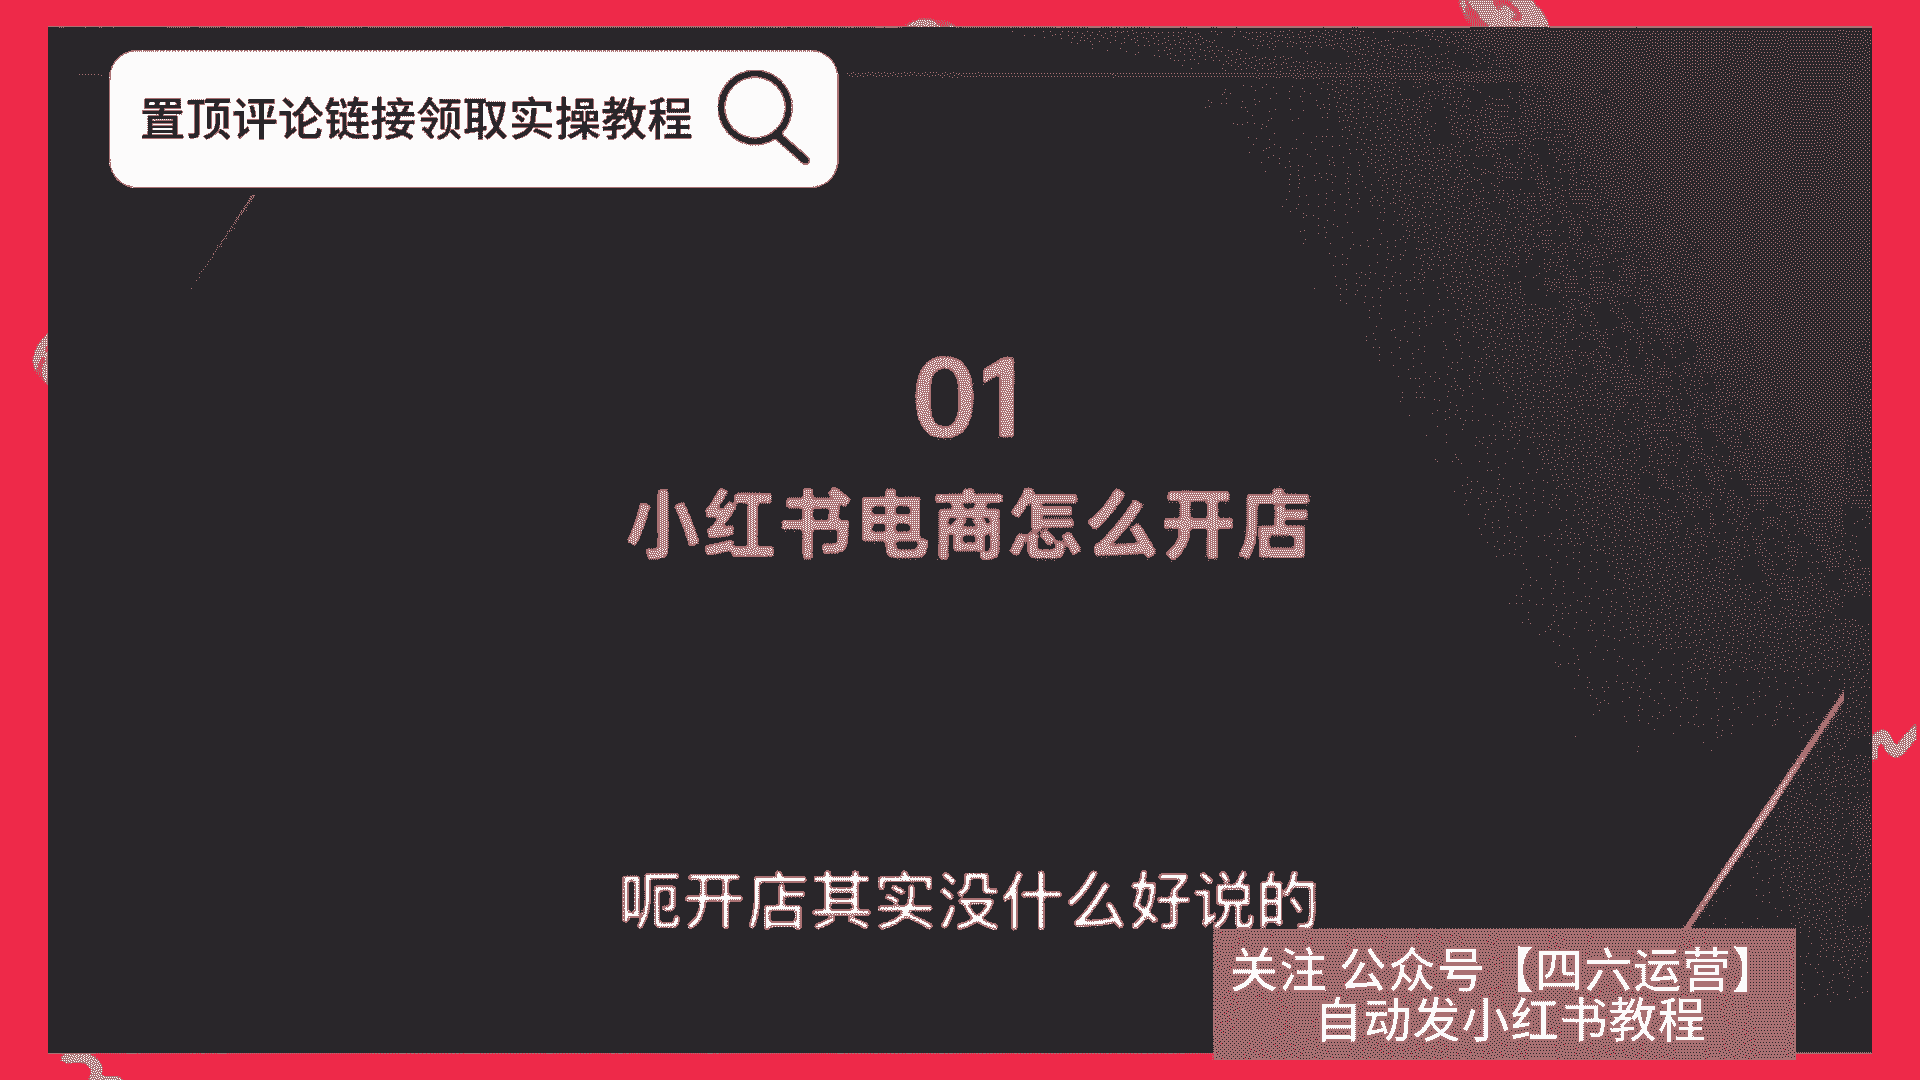 置顶评论链接领取实操教程
01
小红书电商怎么开店
呃开店其实没什么好说的
关注 公众号【四六运营】
自动发小红书教程